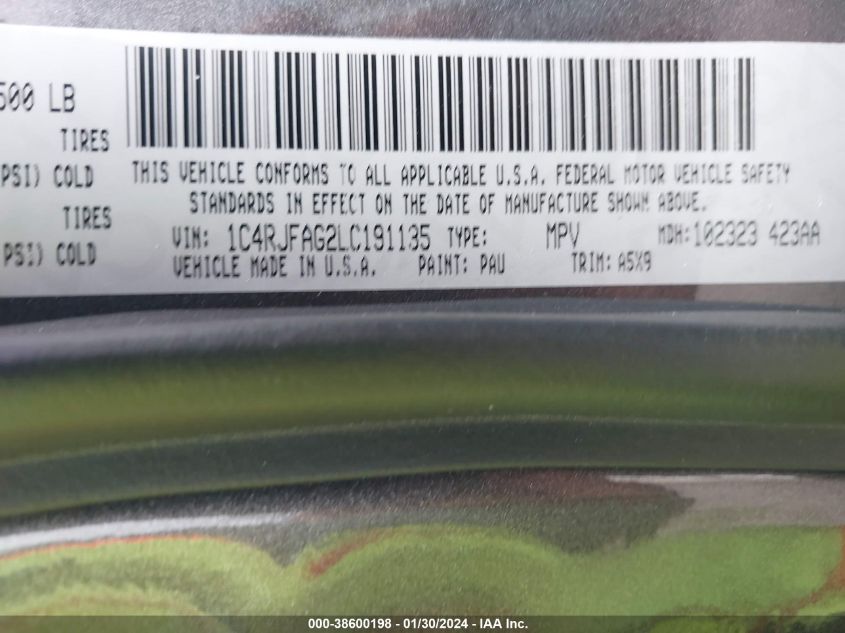 500 LB
TIRES
PSI) COLD
TIRES
PSI) COLD
THIS VEHICLE CONFORMS TO ALL APPLICABLE U.S.A. FEDERAL MOTOR VEHICLE SAFETY
STANDARDS IN EFFECT ON THE DATE OF MANUFACTURE SHOWN ABOVE.
VIN: 1C4RJFAG2LC191135 TYPE: MPV MDH:102323 423AA
VEHICLE MADE IN U.S.A. PAINT: PAU TRIM: A5X9
000-38600198 - 01/30/2024 - IAA Inc.